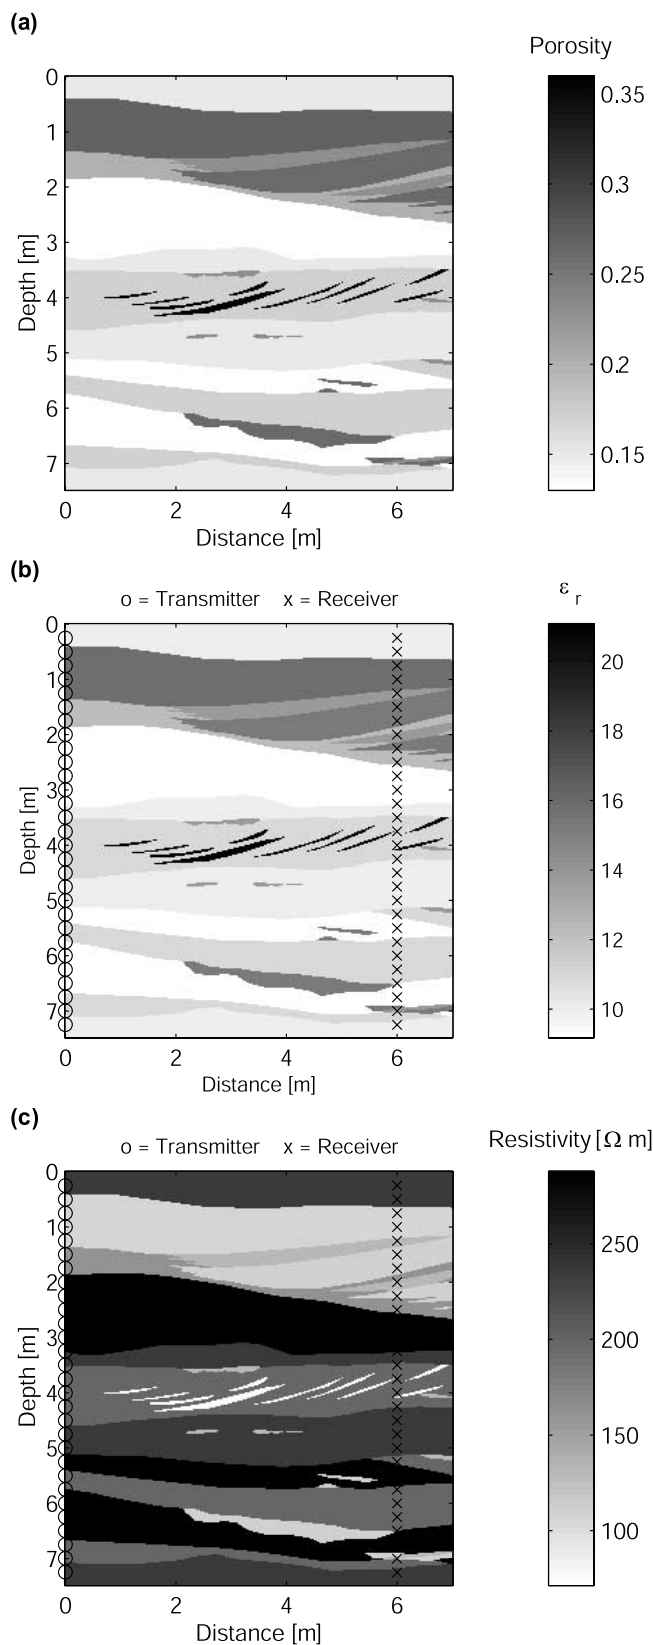 (a)
Porosity
0
1
2
3
4
5
6
7
Depth [m]
0 2 4 6
Distance [m]
0.35
0.3
0.25
0.2
0.15
(b)
o = Transmitter x = Receiver
εr
0
1
2
3
4
5
6
7
Depth [m]
0 2 4 6
Distance [m]
20
18
16
14
12
10
(c)
o = Transmitter x = Receiver
Resistivity [Ω m]
0
1
2
3
4
5
6
7
Depth [m]
0 2 4 6
Distance [m]
250
200
150
100